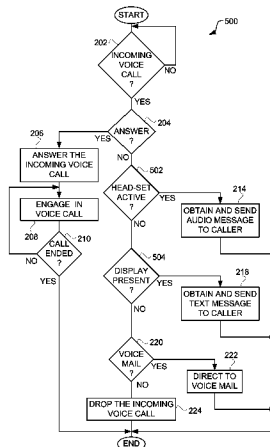 START
500
202
INCOMING
VOICE
CALL
?
NO
YES
204
ANSWER
?
YES
NO
206
ANSWER THE
INCOMING VOICE
CALL
502
HEAD-SET
ACTIVE
?
YES
NO
214
OBTAIN AND SEND
AUDIO MESSAGE
TO CALLER
ENGAGE IN
VOICE CALL
208
210
CALL
ENDED
?
NO
YES
504
DISPLAY
PRESENT
?
YES
NO
218
OBTAIN AND SEND
TEXT MESSAGE
TO CALLER
220
VOICE
MAIL
?
YES
NO
222
DIRECT TO
VOICE MAIL
DROP THE INCOMING
VOICE CALL
224
END